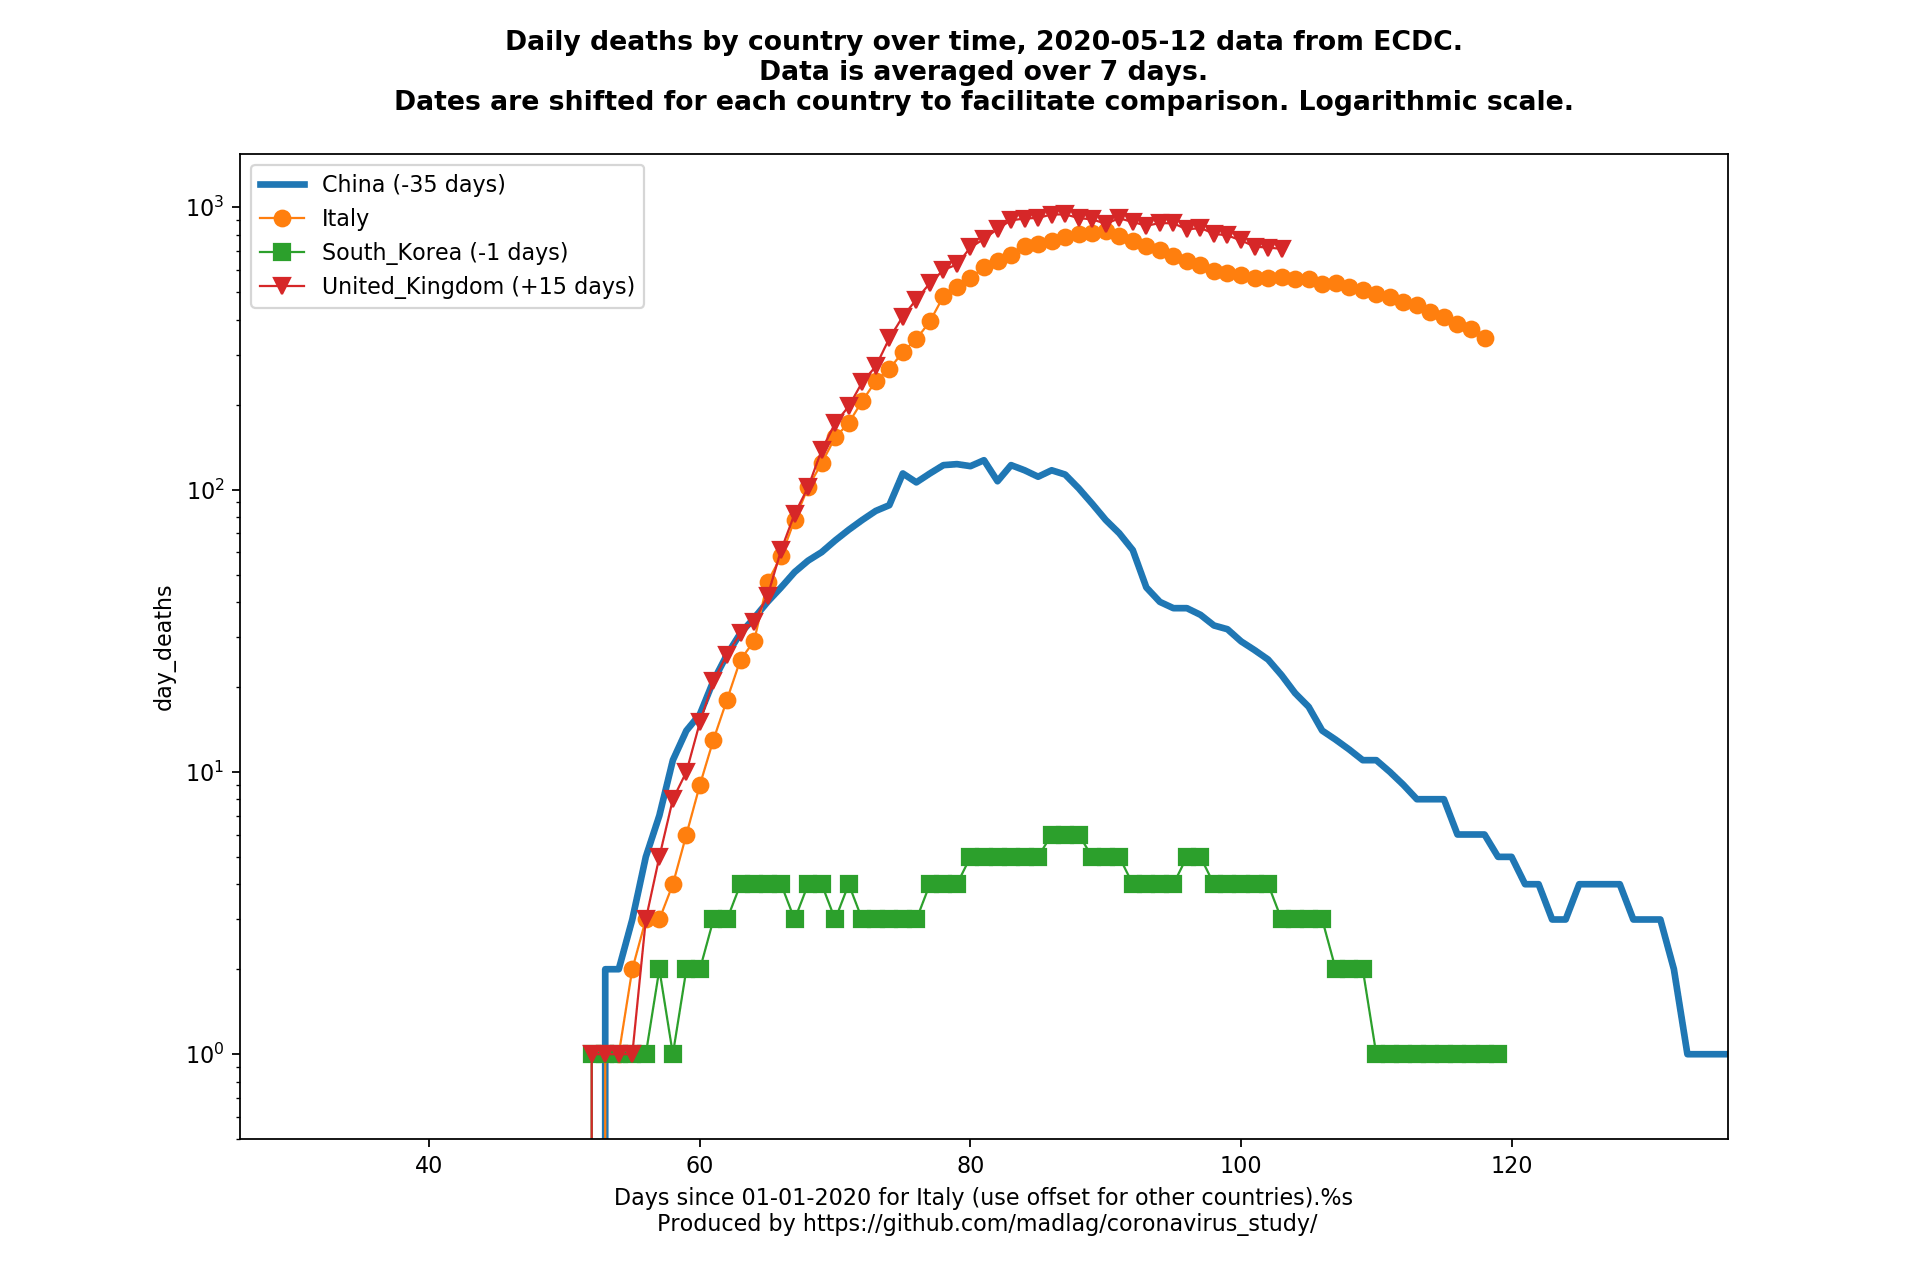 Daily deaths by country over time, 2020-05-12 data from ECDC.
Data is averaged over 7 days.
Dates are shifted for each country to facilitate comparison. Logarithmic scale.
China (-35 days)
Italy
South_Korea (-1 days)
United_Kingdom (+15 days)
10³
10²
10¹
10⁰
day_deaths
40 60 80 100 120
Days since 01-01-2020 for Italy (use offset for other countries).%s
Produced by https://github.com/madlag/coronavirus_study/